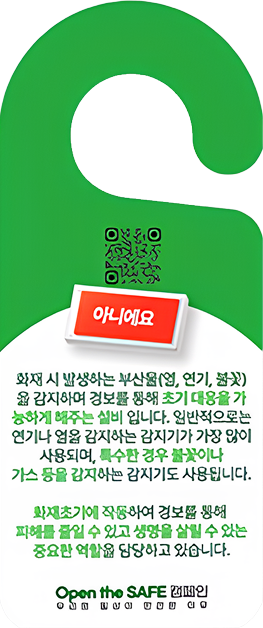 아니에요
화재 시 발생하는 부산물(열, 연기, 불꽃)
을 감지하며 경보를 통해 초기 대응을 가
능하게 해주는 설비 입니다. 일반적으로는
연기나 열을 감지하는 감지기가 가장 많이
사용되며, 특수한 경우 불꽃이나
가스 등을 감지하는 감지기도 사용됩니다.
화재초기에 작동하여 경보를 통해
피해를 줄일 수 있고 생명을 살릴 수 있는
중요한 역할을 담당하고 있습니다.
Open the SAFE 캠페인